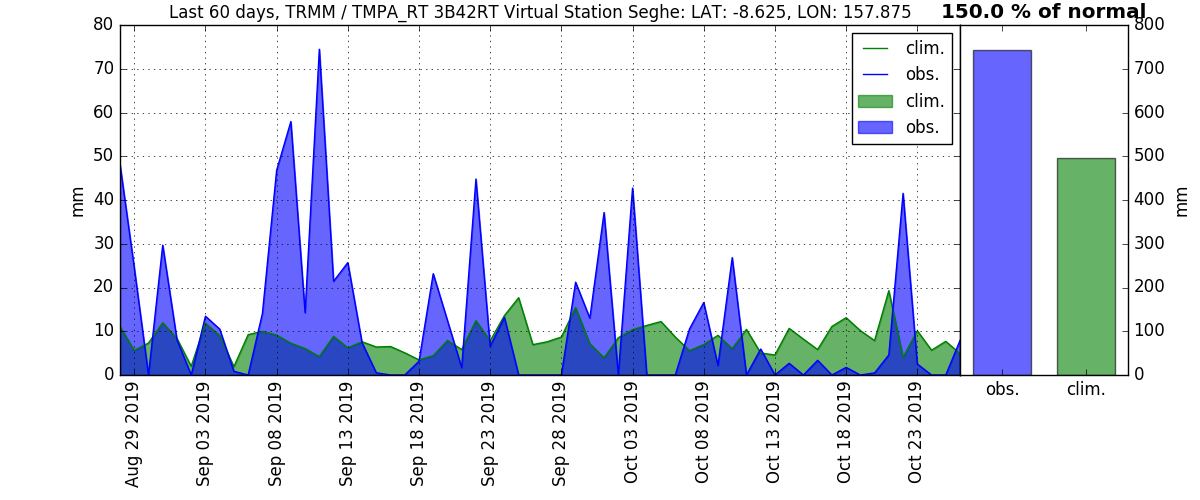 Last 60 days, TRMM / TMPA_RT 3B42RT Virtual Station Seghe: LAT: -8.625, LON: 157.875
150.0 % of normal
80
70
60
50
40
30
20
10
0
mm
clim.
obs.
clim.
obs.
800
700
600
500
400
300
200
100
0
mm
Aug 29 2019
Sep 03 2019
Sep 08 2019
Sep 13 2019
Sep 18 2019
Sep 23 2019
Sep 28 2019
Oct 03 2019
Oct 08 2019
Oct 13 2019
Oct 18 2019
Oct 23 2019
obs.
clim.